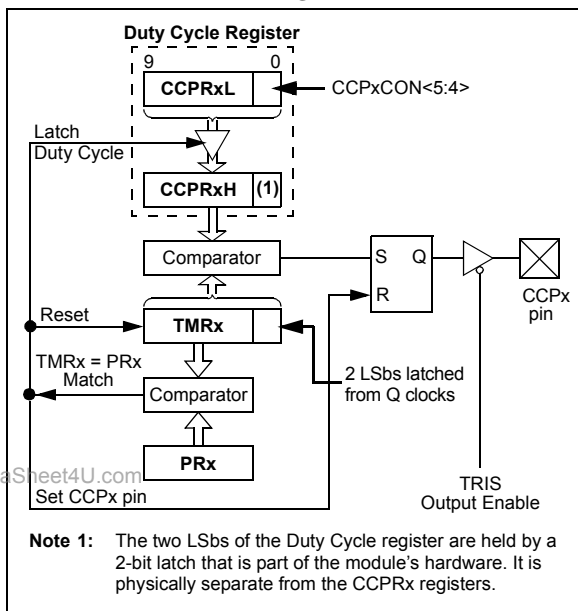 Duty Cycle Register
9 0
CCPRxL
CCPxCON<5:4>
Latch
Duty Cycle
CCPRxH (1)
Comparator
S Q
R
CCPx
pin
Reset
TMRx
TMRx = PRx
Match
2 LSbs latched
from Q clocks
Comparator
PRx
aSheet4U.com
Set CCPx pin
TRIS
Output Enable
Note 1: The two LSbs of the Duty Cycle register are held by a
2-bit latch that is part of the module's hardware. It is
physically separate from the CCPRx registers.